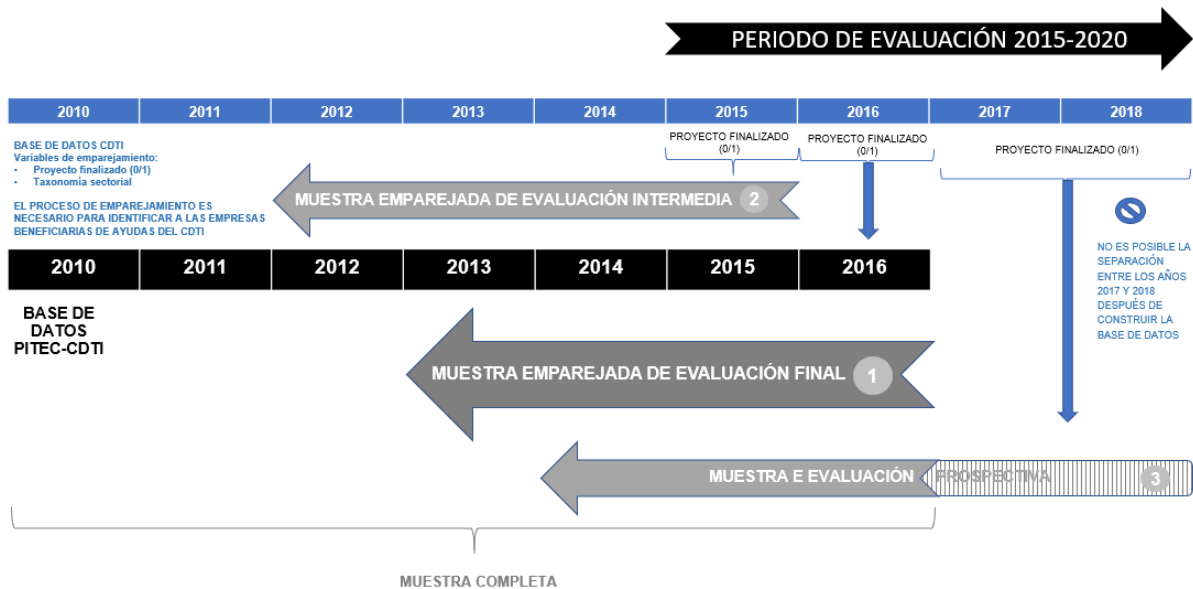 PERIODO DE EVALUACIÓN 2015-2020
2010 2011 2012 2013 2014 2015 2016 2017 2018
BASE DE DATOS CDTI
Variables de emparejamiento:
- Proyecto finalizado (0/1)
- Taxonomía sectorial
EL PROCESO DE EMPAREJAMIENTO ES
NECESARIO PARA IDENTIFICAR A LAS EMPRESAS
BENEFICIARIAS DE AYUDAS DEL CDTI
PROYECTO FINALIZADO
(0/1)
PROYECTO FINALIZADO
(0/1)
PROYECTO FINALIZADO (0/1)
MUESTRA EMPAREJADA DE EVALUACIÓN INTERMEDIA 2
NO ES POSIBLE LA
SEPARACIÓN
ENTRE LOS AÑOS
2017 Y 2018
DESPUÉS DE
CONSTRUIR LA
BASE DE DATOS
2010 2011 2012 2013 2014 2015 2016
BASE DE
DATOS
PITEC-CDTI
MUESTRA EMPAREJADA DE EVALUACIÓN FINAL 1
MUESTRA E EVALUACIÓN PROSPECTIVA 3
MUESTRA COMPLETA